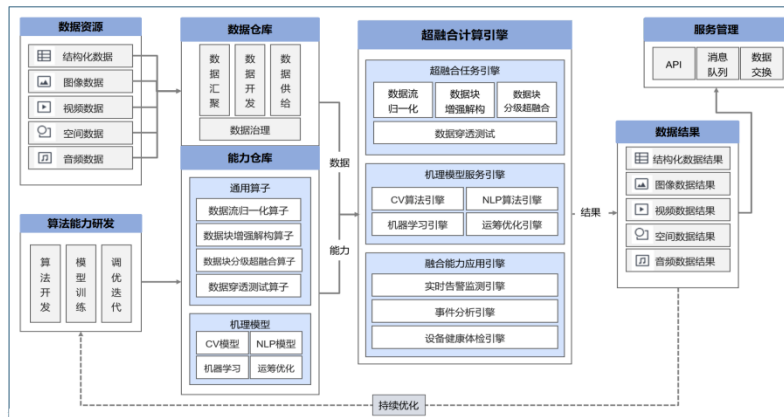 数据资源
结构化数据
图像数据
视频数据
空间数据
音频数据
算法能力研发
算法开发
模型训练
调优迭代
数据仓库
数据汇聚
数据开发
数据供给
数据治理
能力仓库
通用算子
数据流归一化算子
数据块增强解构算子
数据块分级超融合算子
数据穿透测试算子
机理模型
CV模型
NLP模型
机器学习
运筹优化
数据
能力
超融合计算引擎
超融合任务引擎
数据流
归一化
数据块
增强解构
数据块
分级超融合
数据穿透测试
机理模型服务引擎
CV算法引擎
NLP算法引擎
机器学习引擎
运筹优化引擎
融合能力应用引擎
实时告警监测引擎
事件分析引擎
设备健康体检引擎
结果
服务管理
API
消息
队列
数据
交换
数据结果
结构化数据结果
图像数据结果
视频数据结果
空间数据结果
音频数据结果
持续优化